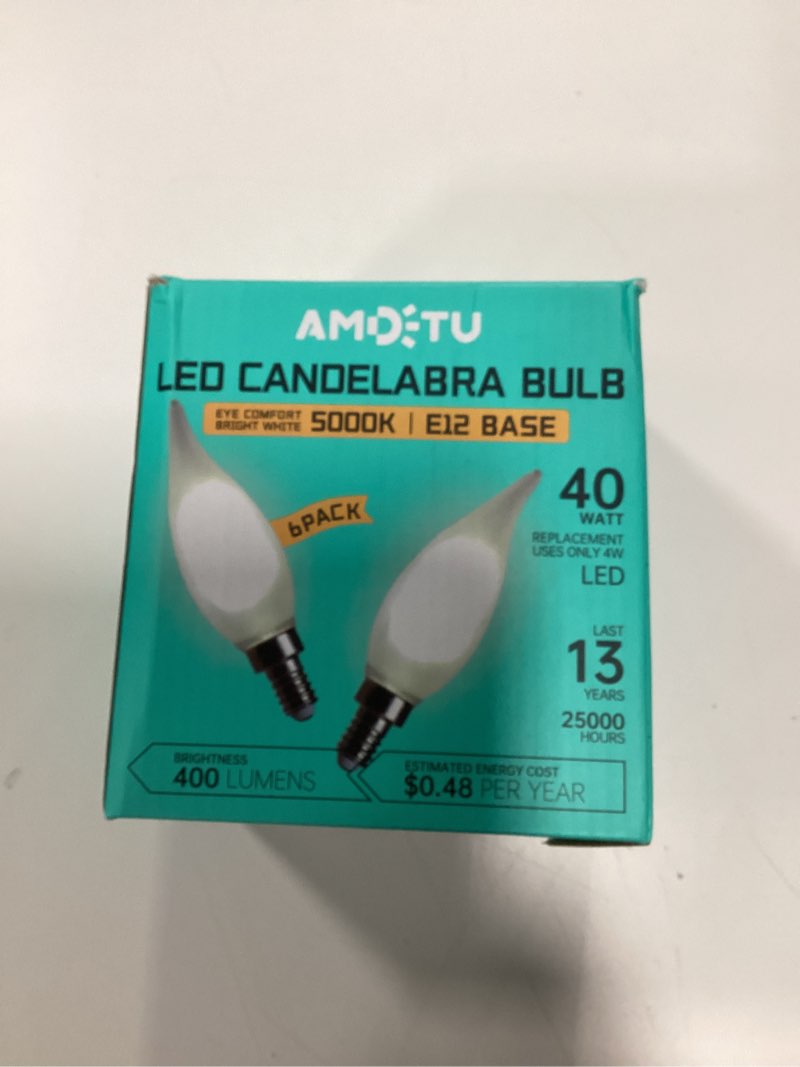 AMDETU
LED CANDELABRA BULB
EYE COMFORT
BRIGHT WHITE 5000K | E12 BASE
6PACK
40
WATT
REPLACEMENT
USES ONLY 4W
LED
LAST
13
YEARS
25000
HOURS
BRIGHTNESS
400 LUMENS
ESTIMATED ENERGY COST
$0.48 PER YEAR